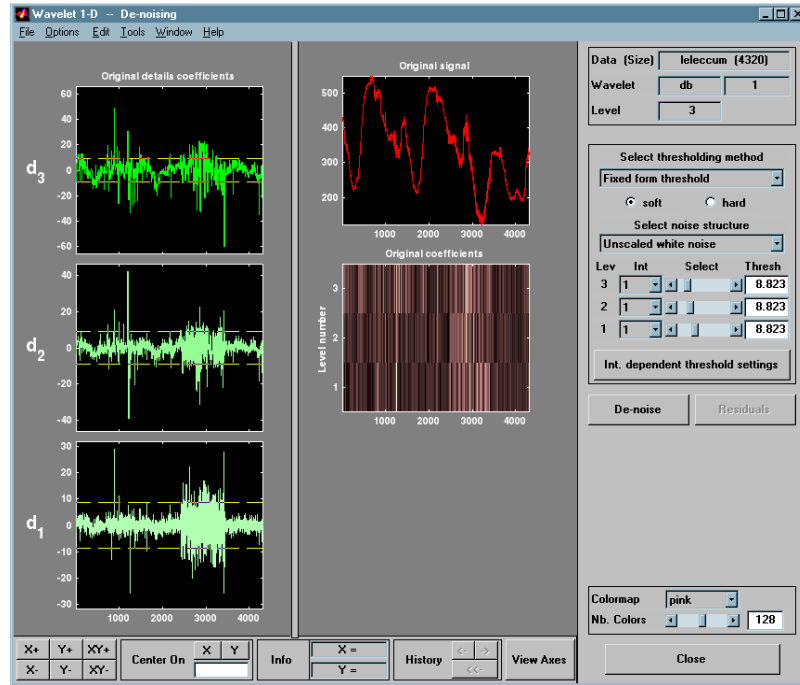 Wavelet 1-D -- De-noising
File Options Edit Tools Window Help
Original details coefficients
60
40
20
0
-20
-40
-60
d3
40
20
0
-20
-40
d2
30
20
10
0
-10
-20
-30
d1
1000 2000 3000 4000
Original signal
500
400
300
200
1000 2000 3000 4000
Original coefficients
Level number
3
2
1
1000 2000 3000 4000
Data (Size) leleccum (4320)
Wavelet db 1
Level 3
Select thresholding method
Fixed form threshold
soft hard
Select noise structure
Unscaled white noise
Lev Int Select Thresh
3 1 8.823
2 1 8.823
1 1 8.823
Int. dependent threshold settings
De-noise Residuals
Colormap pink
Nb. Colors 128
Close
X+ Y+ XY+
X- Y- XY-
Center On X Y
Info X =
Y =
History <- ->
<<-
View Axes